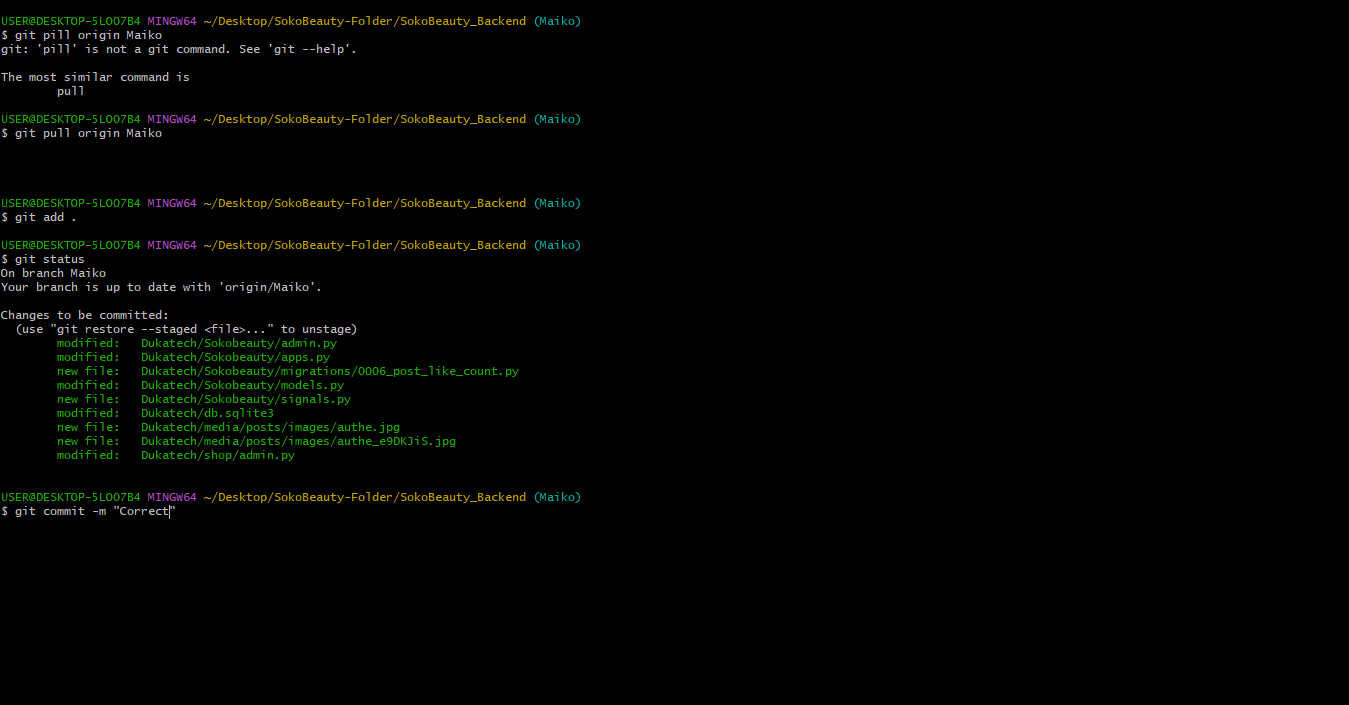 USER@DESKTOP-5LOO7B4 MINGW64 ~/Desktop/SokoBeauty-Folder/SokoBeauty_Backend (Maiko)
$ git pill origin Maiko
git: 'pill' is not a git command. See 'git --help'.
The most similar command is
pull
USER@DESKTOP-5LOO7B4 MINGW64 ~/Desktop/SokoBeauty-Folder/SokoBeauty_Backend (Maiko)
$ git pull origin Maiko
USER@DESKTOP-5LOO7B4 MINGW64 ~/Desktop/SokoBeauty-Folder/SokoBeauty_Backend (Maiko)
$ git add .
USER@DESKTOP-5LOO7B4 MINGW64 ~/Desktop/SokoBeauty-Folder/SokoBeauty_Backend (Maiko)
$ git status
On branch Maiko
Your branch is up to date with 'origin/Maiko'.
Changes to be committed:
(use "git restore --staged <file>..." to unstage)
modified:   Dukatech/Sokobeauty/admin.py
modified:   Dukatech/Sokobeauty/apps.py
new file:   Dukatech/Sokobeauty/migrations/0006_post_like_count.py
modified:   Dukatech/Sokobeauty/models.py
new file:   Dukatech/Sokobeauty/signals.py
modified:   Dukatech/db.sqlite3
new file:   Dukatech/media/posts/images/authe.jpg
new file:   Dukatech/media/posts/images/authe_e9DKJiS.jpg
modified:   Dukatech/shop/admin.py
USER@DESKTOP-5LOO7B4 MINGW64 ~/Desktop/SokoBeauty-Folder/SokoBeauty_Backend (Maiko)
$ git commit -m "Correct"